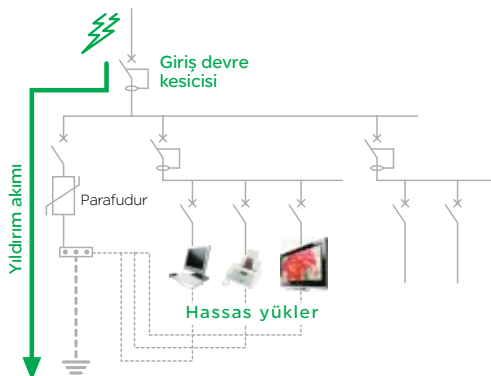 Giriş devre
kesicisi
Yıldırım akımı
Parafudur
Hassas yükler